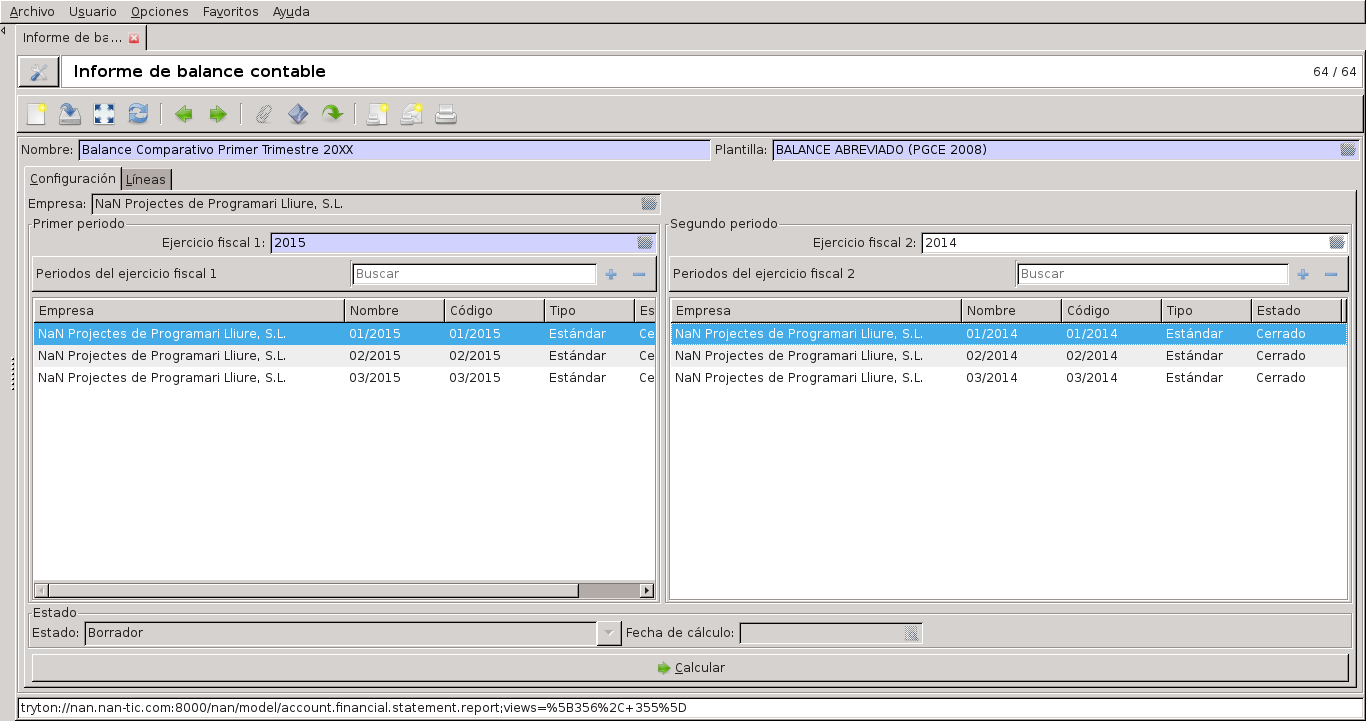 Archivo Usuario Opciones Favoritos Ayuda
Informe de ba...
Informe de balance contable 64 / 64
Nombre: Balance Comparativo Primer Trimestre 20XX Plantilla: BALANCE ABREVIADO (PGCE 2008)
Configuración Líneas
Empresa: NaN Projectes de Programari Lliure, S.L.
Primer periodo
Ejercicio fiscal 1: 2015
Periodos del ejercicio fiscal 1 Buscar
Empresa Nombre Código Tipo Es
NaN Projectes de Programari Lliure, S.L. 01/2015 01/2015 Estándar Ce
NaN Projectes de Programari Lliure, S.L. 02/2015 02/2015 Estándar Ce
NaN Projectes de Programari Lliure, S.L. 03/2015 03/2015 Estándar Ce
Segundo periodo
Ejercicio fiscal 2: 2014
Periodos del ejercicio fiscal 2 Buscar
Empresa Nombre Código Tipo Estado
NaN Projectes de Programari Lliure, S.L. 01/2014 01/2014 Estándar Cerrado
NaN Projectes de Programari Lliure, S.L. 02/2014 02/2014 Estándar Cerrado
NaN Projectes de Programari Lliure, S.L. 03/2014 03/2014 Estándar Cerrado
Estado
Estado: Borrador Fecha de cálculo:
Calcular
tryton://nan.nan-tic.com:8000/nan/model/account.financial.statement.report;views=%5B356%2C+355%5D